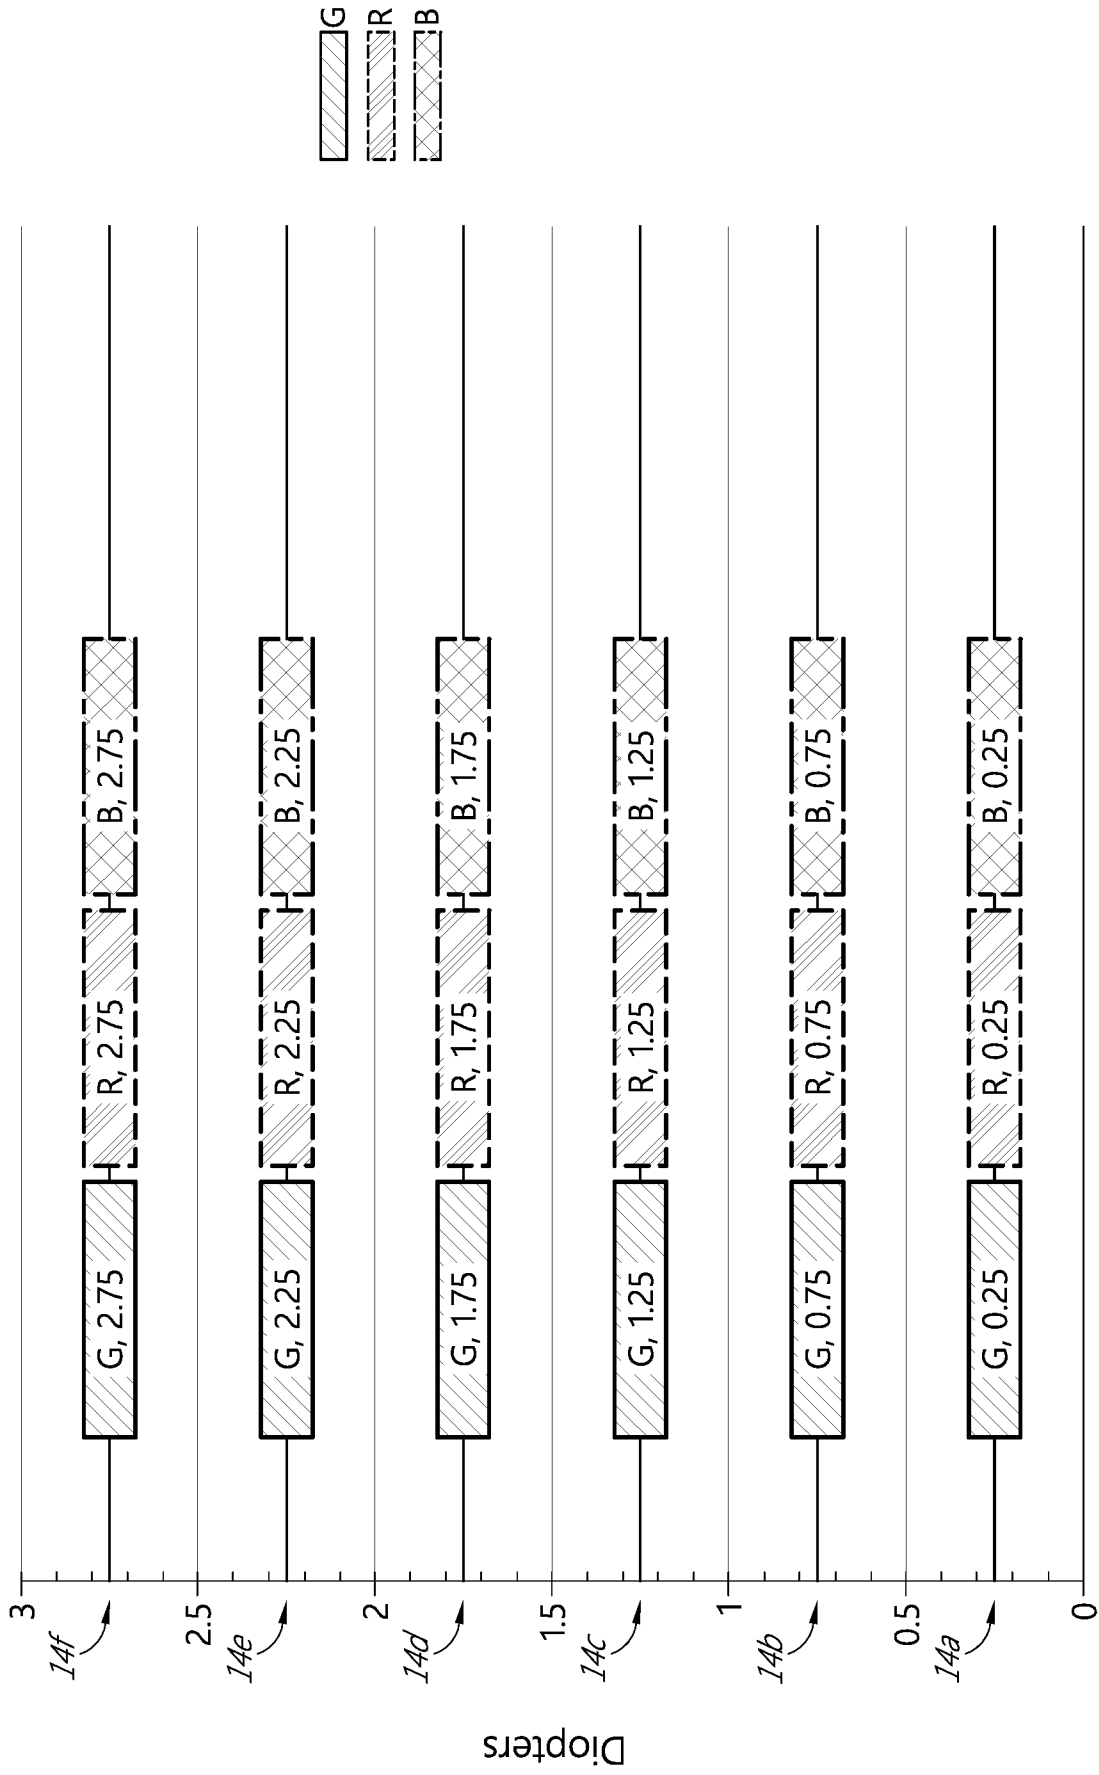 G
R
B
3
14f
G, 2.75 R, 2.75 B, 2.75
2.5
14e
G, 2.25 R, 2.25 B, 2.25
2
14d
G, 1.75 R, 1.75 B, 1.75
1.5
14c
G, 1.25 R, 1.25 B, 1.25
1
14b
G, 0.75 R, 0.75 B, 0.75
0.5
14a
G, 0.25 R, 0.25 B, 0.25
0
Diopters